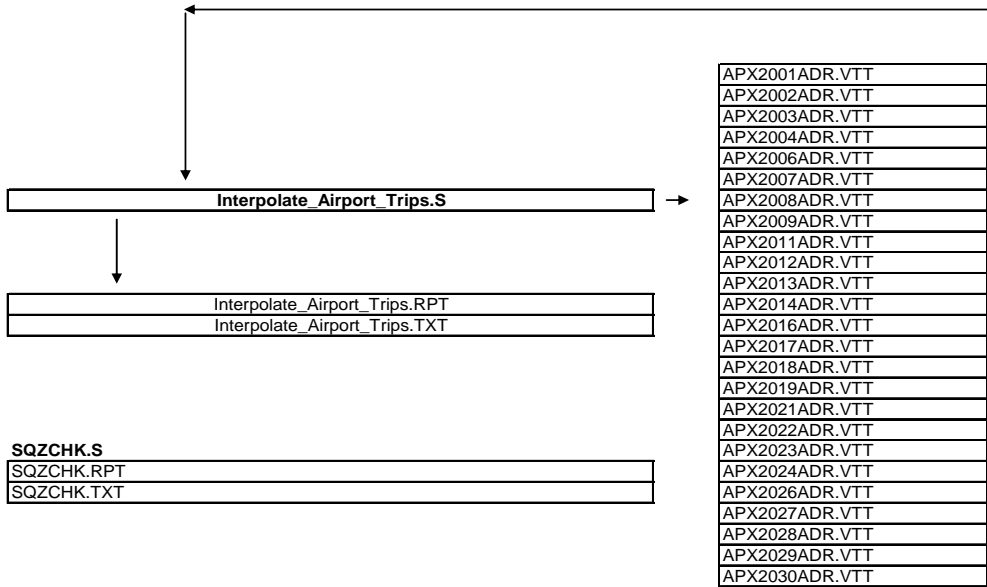 Interpolate_Airport_Trips.S
Interpolate_Airport_Trips.RPT
Interpolate_Airport_Trips.TXT
SQZCHK.S
SQZCHK.RPT
SQZCHK.TXT
APX2001ADR.VTT
APX2002ADR.VTT
APX2003ADR.VTT
APX2004ADR.VTT
APX2006ADR.VTT
APX2007ADR.VTT
APX2008ADR.VTT
APX2009ADR.VTT
APX2011ADR.VTT
APX2012ADR.VTT
APX2013ADR.VTT
APX2014ADR.VTT
APX2016ADR.VTT
APX2017ADR.VTT
APX2018ADR.VTT
APX2019ADR.VTT
APX2021ADR.VTT
APX2022ADR.VTT
APX2023ADR.VTT
APX2024ADR.VTT
APX2026ADR.VTT
APX2027ADR.VTT
APX2028ADR.VTT
APX2029ADR.VTT
APX2030ADR.VTT